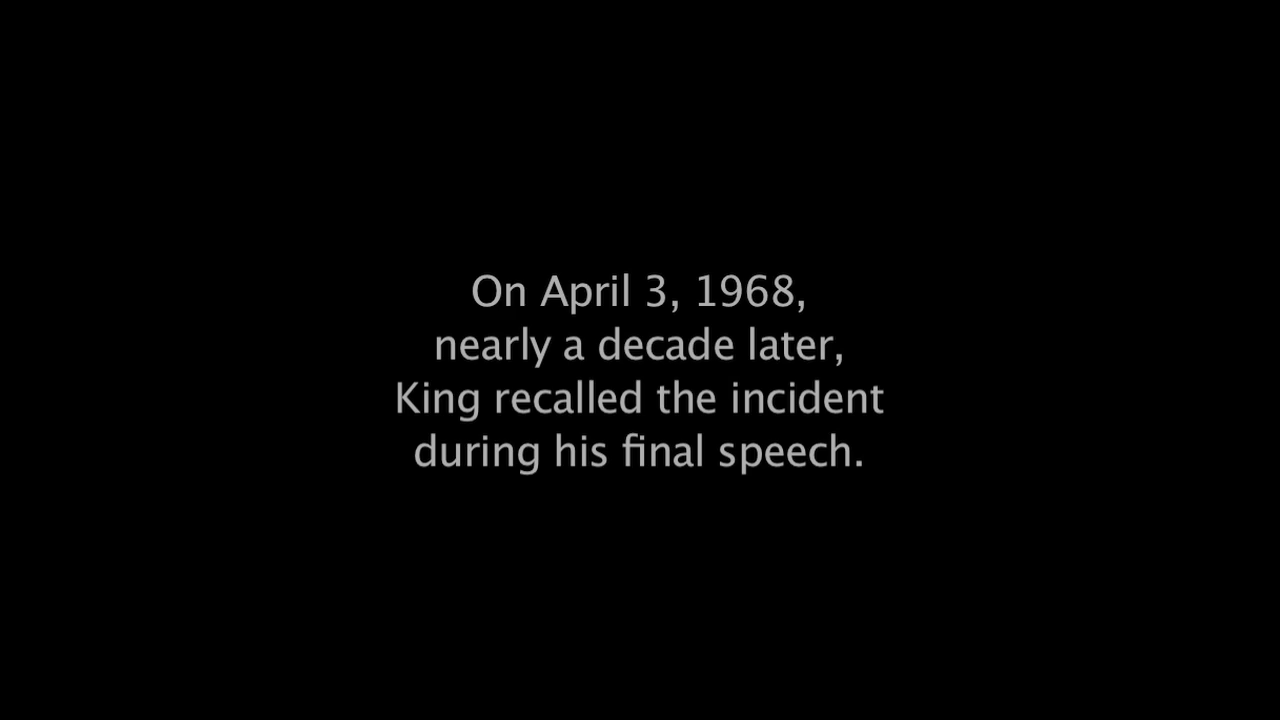 On April 3, 1968,
nearly a decade later,
King recalled the incident
during his final speech.